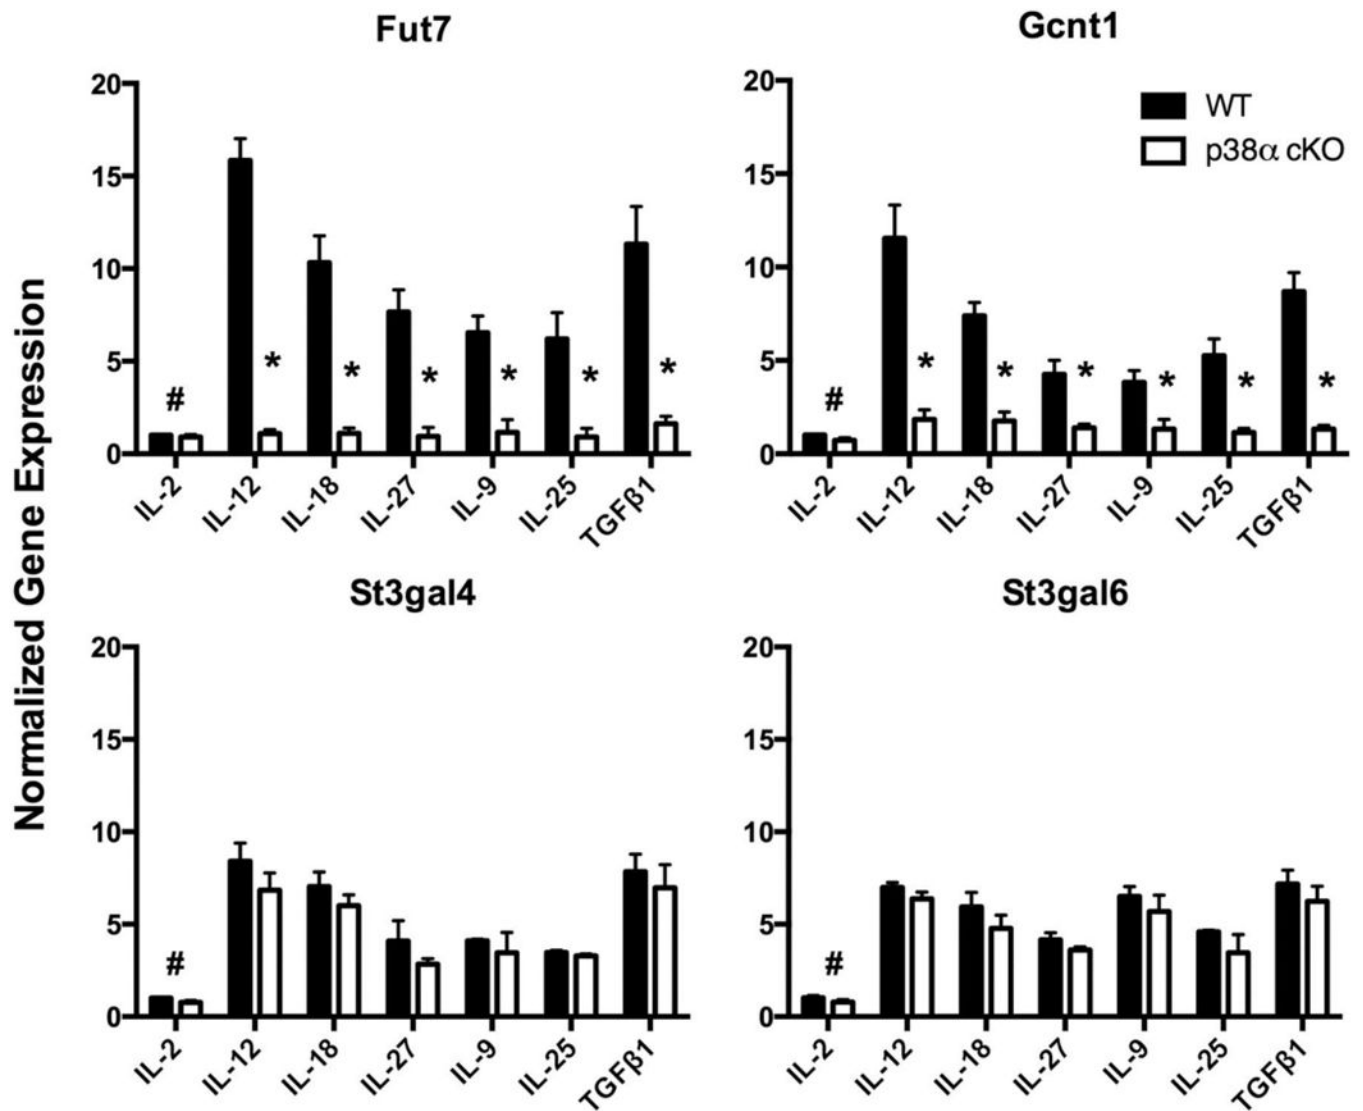 Normalized Gene Expression
Fut7
20
15
10
5
0
#
* * * * * *
IL-2 IL-12 IL-18 IL-27 IL-9 IL-25 TGFβ1
Gcnt1
WT
p38α cKO
20
15
10
5
0
#
* * * * * *
IL-2 IL-12 IL-18 IL-27 IL-9 IL-25 TGFβ1
St3gal4
20
15
10
5
0
#
IL-2 IL-12 IL-18 IL-27 IL-9 IL-25 TGFβ1
St3gal6
20
15
10
5
0
#
IL-2 IL-12 IL-18 IL-27 IL-9 IL-25 TGFβ1